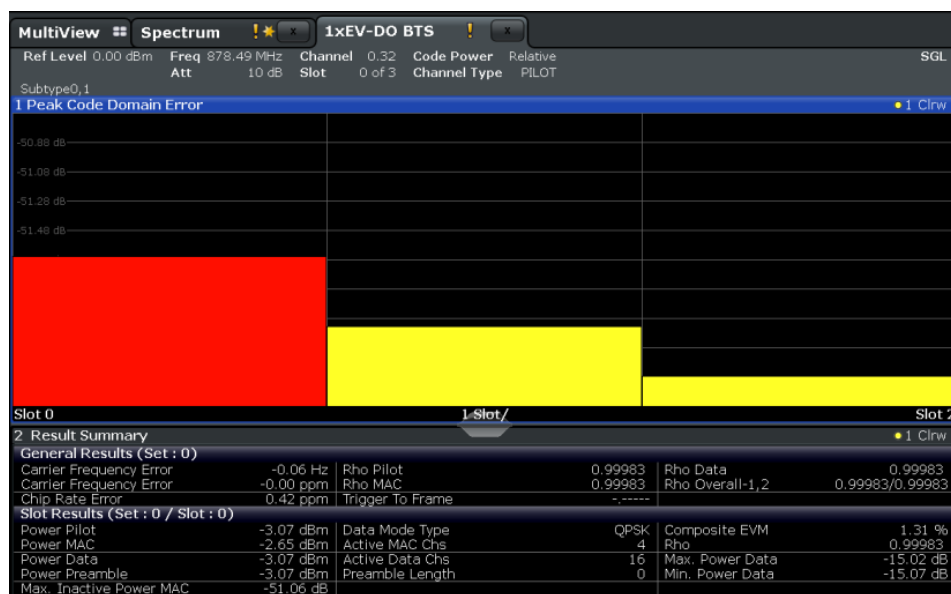 MultiView Spectrum ! x 1xEV-DO BTS ! x
Ref Level 0.00 dBm Freq 878.49 MHz Channel 0.32 Code Power Relative SGL
Att 10 dB Slot 0 of 3 Channel Type PILOT
Subtype0,1
1 Peak Code Domain Error 1 Clrw
-50.88 dB
-51.08 dB
-51.28 dB
-51.48 dB
Slot 0 1 Slot/ Slot 2
2 Result Summary 1 Clrw
General Results (Set : 0)
Carrier Frequency Error -0.06 Hz Rho Pilot 0.99983 Rho Data 0.99983
Carrier Frequency Error -0.00 ppm Rho MAC 0.99983 Rho Overall-1,2 0.99983/0.99983
Chip Rate Error 0.42 ppm Trigger To Frame -.-----
Slot Results (Set : 0 / Slot : 0)
Power Pilot -3.07 dBm Data Mode Type QPSK Composite EVM 1.31 %
Power MAC -2.65 dBm Active MAC Chs 4 Rho 0.99983
Power Data -3.07 dBm Active Data Chs 16 Max. Power Data -15.02 dB
Power Preamble -3.07 dBm Preamble Length 0 Min. Power Data -15.07 dB
Max. Inactive Power MAC -51.06 dB